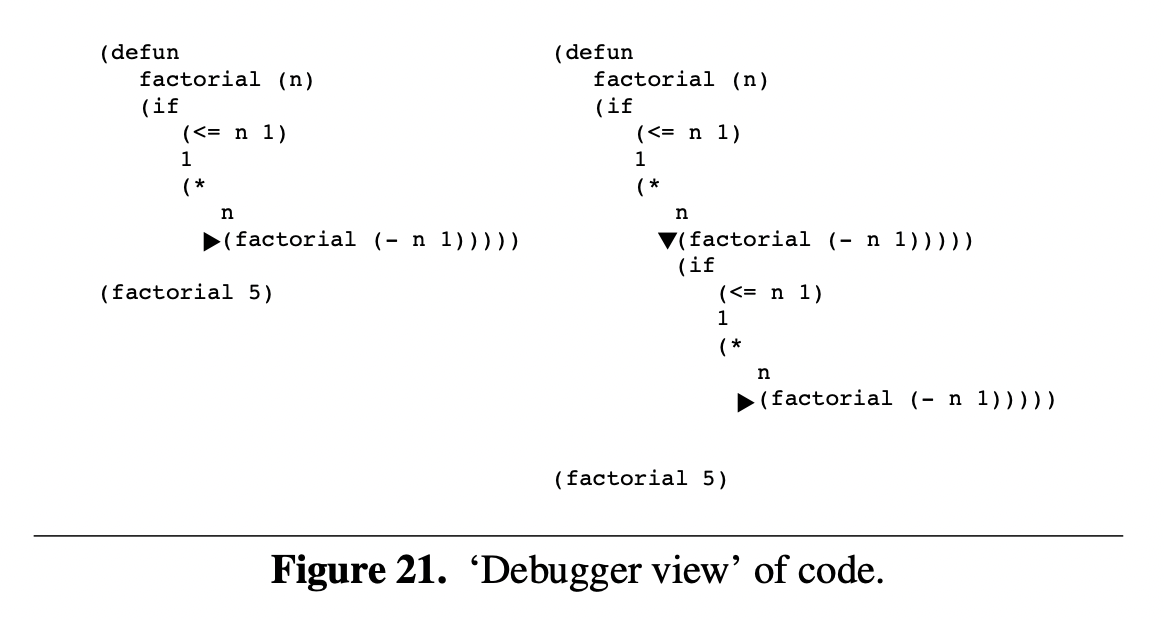 (defun
factorial (n)
(if
(<= n 1)
1
(*
n
▶(factorial (- n 1)))))
(factorial 5)
(defun
factorial (n)
(if
(<= n 1)
1
(*
n
▼(factorial (- n 1)))))
(if
(<= n 1)
1
(*
n
▶(factorial (- n 1)))))
(factorial 5)
Figure 21. ‘Debugger view’ of code.